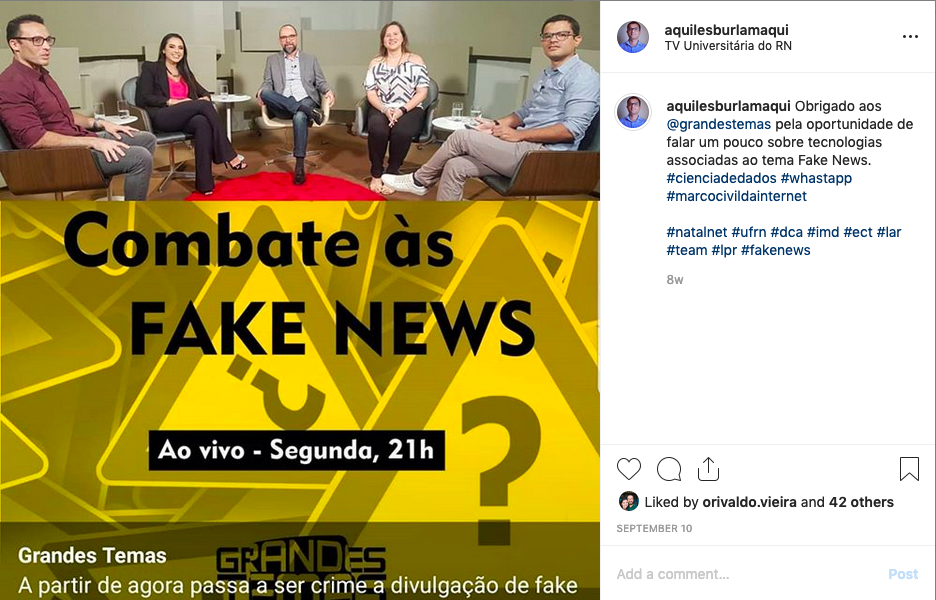 Combate às
FAKE NEWS
Ao vivo - Segunda, 21h
GRANDES
TEMAS
Grandes Temas
A partir de agora passa a ser crime a divulgação de fake
aquilesburlamaqui
TV Universitária do RN
aquilesburlamaqui Obrigado aos
@grandestemas pela oportunidade de
falar um pouco sobre tecnologias
associadas ao tema Fake News.
#cienciadedados #whastapp
#marcocivildainternet
#natalnet #ufrn #dca #imd #ect #lar
#team #lpr #fakenews
8w
Liked by orivaldo.vieira and 42 others
SEPTEMBER 10
Add a comment... Post